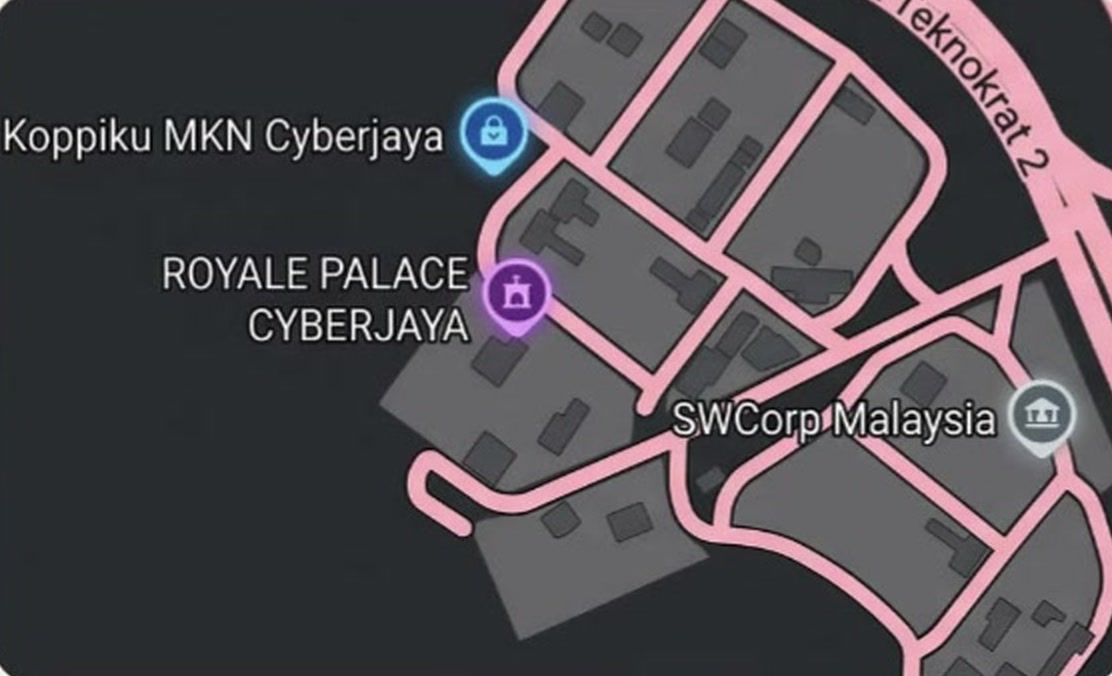 Teknokrat 2
Koppiku MKN Cyberjaya
ROYALE PALACE
CYBERJAYA
SWCorp Malaysia